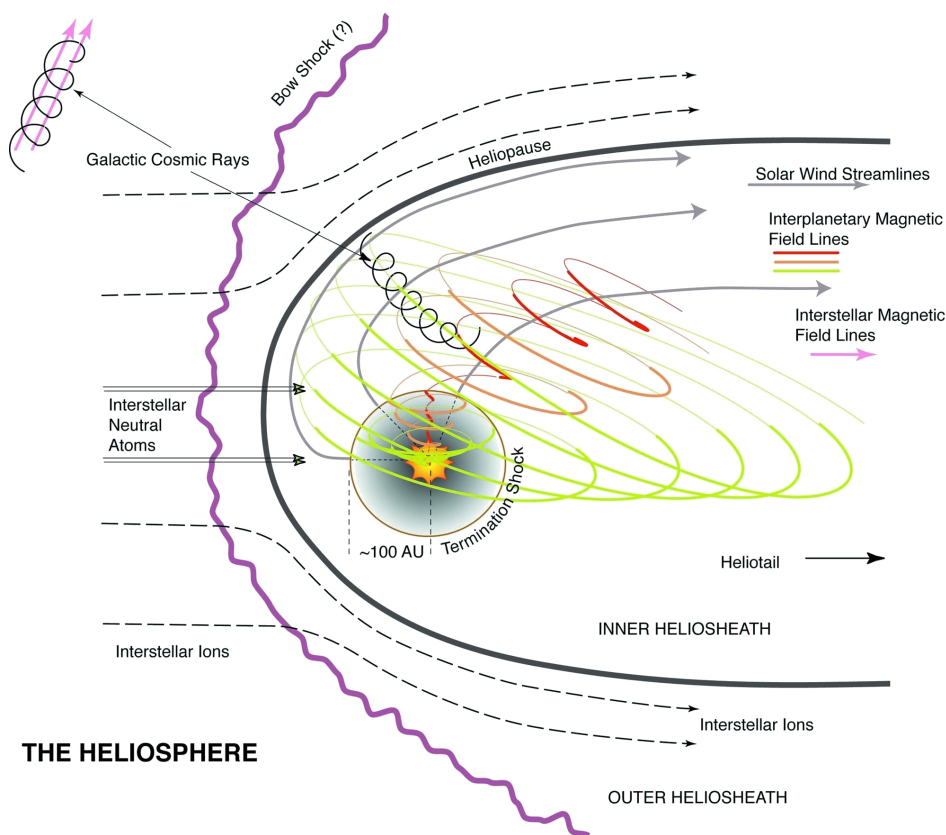 Bow Shock (?)
Galactic Cosmic Rays
Heliopause
Solar Wind Streamlines
Interplanetary Magnetic
Field Lines
Interstellar Magnetic
Field Lines
Interstellar
Neutral
Atoms
Termination Shock
~100 AU
Heliotail
INNER HELIOSHEATH
Interstellar Ions
Interstellar Ions
THE HELIOSPHERE
OUTER HELIOSHEATH